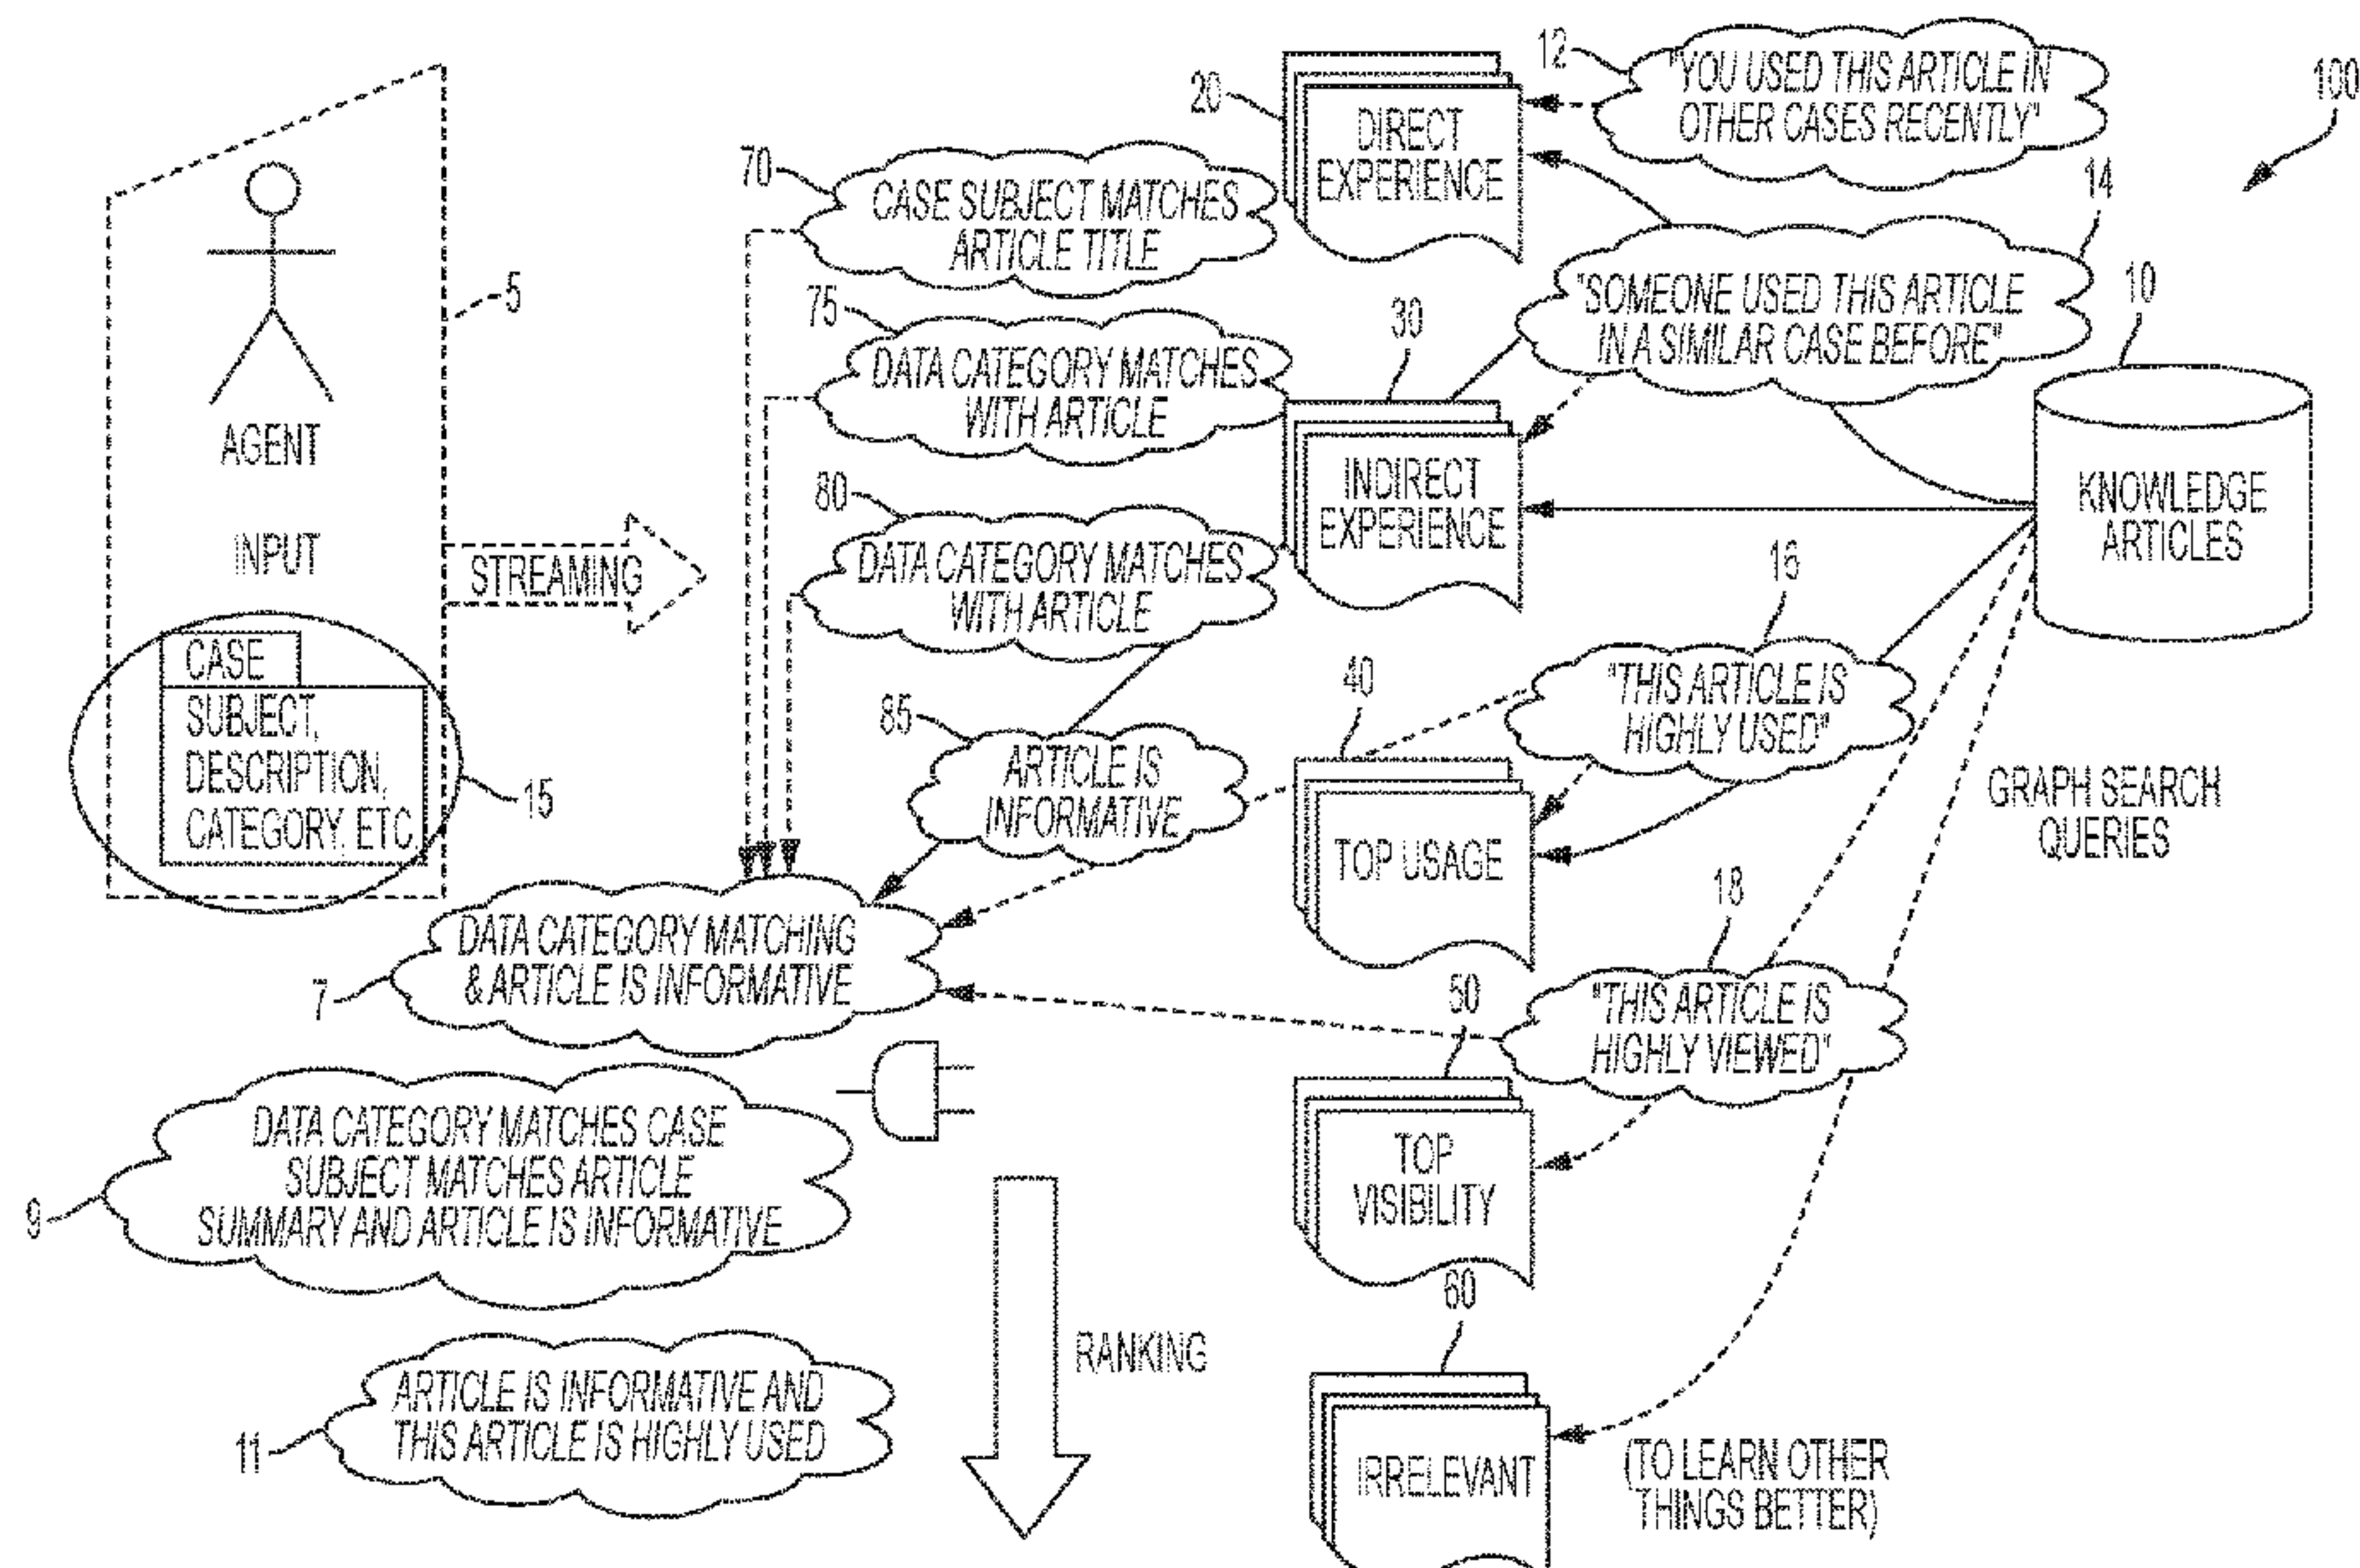 12
"YOU USED THIS ARTICLE IN
OTHER CASES RECENTLY"
100
20
DIRECT
EXPERIENCE
70
CASE SUBJECT MATCHES
ARTICLE TITLE
14
"SOMEONE USED THIS ARTICLE
IN A SIMILAR CASE BEFORE"
10
KNOWLEDGE
ARTICLES
5
AGENT
INPUT
STREAMING
CASE
SUBJECT,
DESCRIPTION,
CATEGORY, ETC.
15
75
DATA CATEGORY MATCHES
WITH ARTICLE
30
INDIRECT
EXPERIENCE
80
DATA CATEGORY MATCHES
WITH ARTICLE
16
"THIS ARTICLE IS
HIGHLY USED"
40
TOP USAGE
85
ARTICLE IS
INFORMATIVE
GRAPH SEARCH
QUERIES
18
"THIS ARTICLE IS
HIGHLY VIEWED"
7
DATA CATEGORY MATCHING
& ARTICLE IS INFORMATIVE
50
TOP
VISIBILITY
9
DATA CATEGORY MATCHES CASE
SUBJECT MATCHES ARTICLE
SUMMARY AND ARTICLE IS INFORMATIVE
60
RANKING
11
ARTICLE IS INFORMATIVE AND
THIS ARTICLE IS HIGHLY USED
IRRELEVANT
(TO LEARN OTHER
THINGS BETTER)